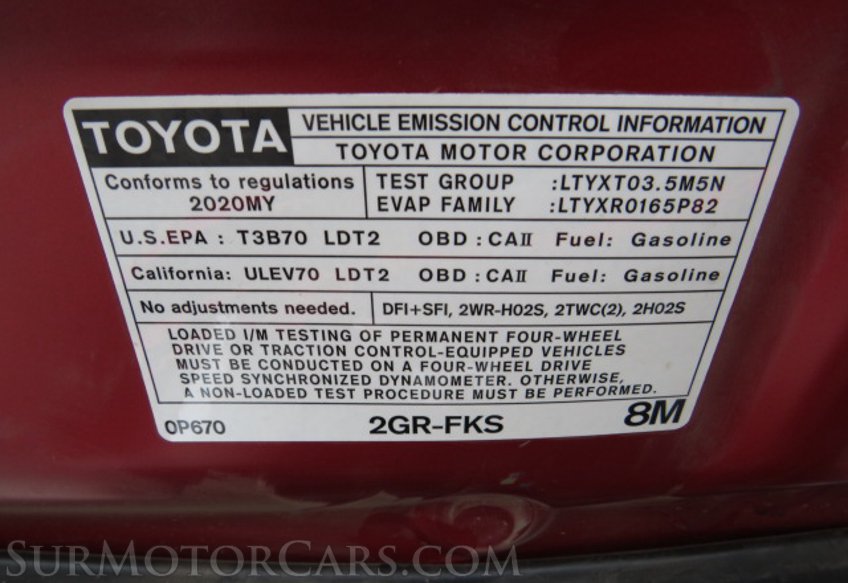 TOYOTA
VEHICLE EMISSION CONTROL INFORMATION
TOYOTA MOTOR CORPORATION
Conforms to regulations
2020MY
TEST GROUP :LTYXT03.5M5N
EVAP FAMILY :LTYXR0165P82
U.S.EPA : T3B70 LDT2 OBD : CAII Fuel: Gasoline
California: ULEV70 LDT2 OBD : CAII Fuel: Gasoline
No adjustments needed.
DFI+SFI, 2WR-HO2S, 2TWC(2), 2HO2S
LOADED I/M TESTING OF PERMANENT FOUR-WHEEL
DRIVE OR TRACTION CONTROL-EQUIPPED VEHICLES
MUST BE CONDUCTED ON A FOUR-WHEEL DRIVE
SPEED SYNCHRONIZED DYNAMOMETER. OTHERWISE,
A NON-LOADED TEST PROCEDURE MUST BE PERFORMED.
0P670 2GR-FKS 8M
SURMOTORCARS.COM